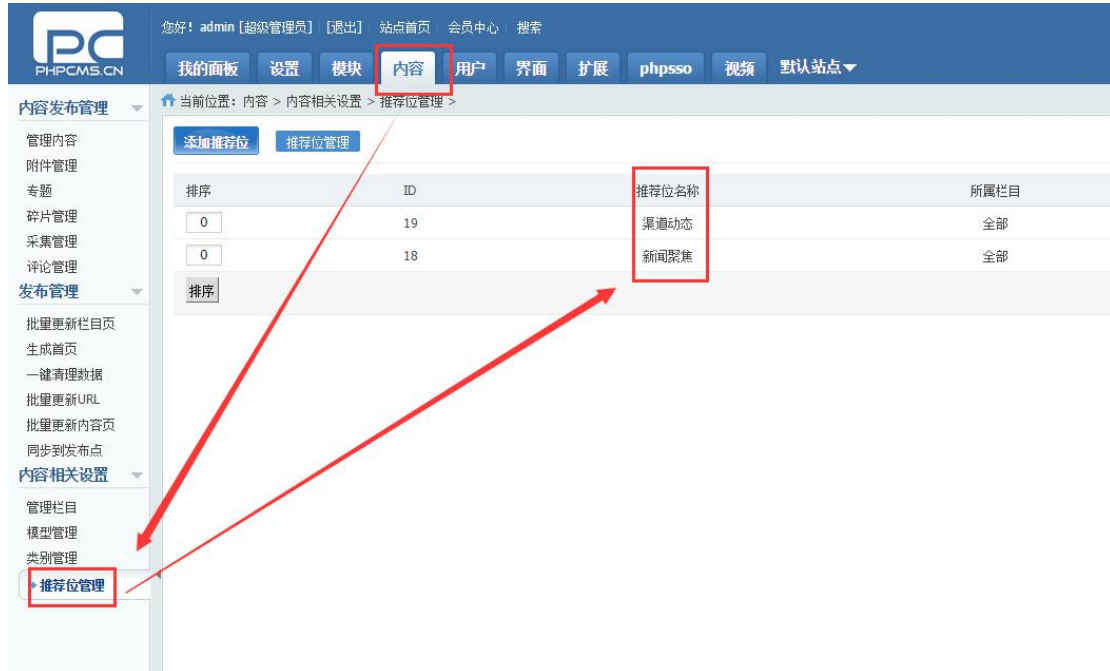 PC
PHPCMS.CN
您好！admin [超级管理员] [退出] 站点首页 会员中心 搜索
我的面板 设置 模块 内容 用户 界面 扩展 phpsso 视频 默认站点
当前位置：内容 > 内容相关设置 > 推荐位管理 >
添加推荐位 推荐位管理
排序 ID 推荐位名称 所属栏目
0 19 渠道动态 全部
0 18 新闻聚焦 全部
排序
内容发布管理
管理内容
附件管理
专题
碎片管理
采集管理
评论管理
发布管理
批量更新栏目页
生成首页
一键清理数据
批量更新URL
批量更新内容页
同步到发布点
内容相关设置
管理栏目
模型管理
类别管理
推荐位管理